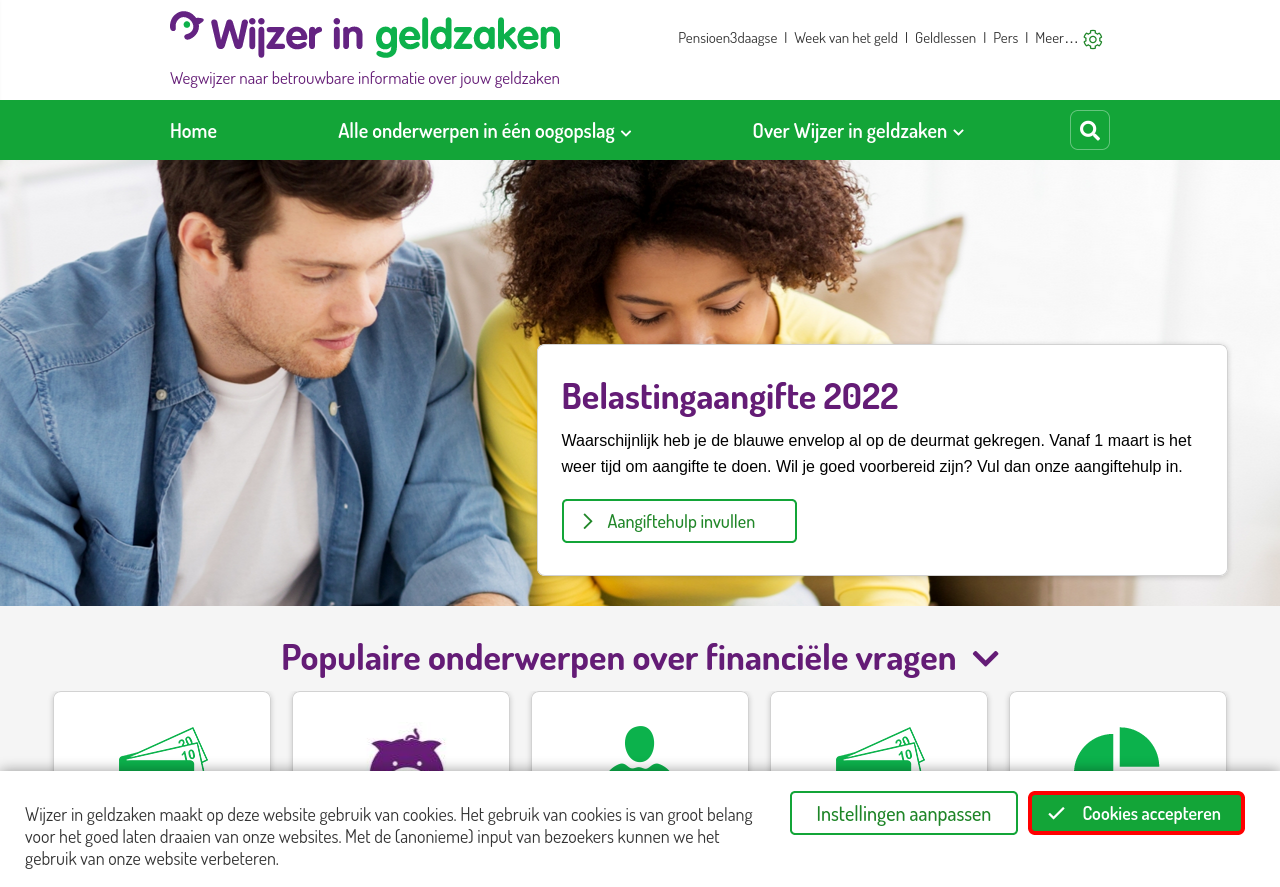 Wijzer in geldzaken
Wegwijzer naar betrouwbare informatie over jouw geldzaken
Pensioen3daagse | Week van het geld | Geldlessen | Pers | Meer...
Home
Alle onderwerpen in één oogopslag
Over Wijzer in geldzaken
Belastingaangifte 2022
Waarschijnlijk heb je de blauwe envelop al op de deurmat gekregen. Vanaf 1 maart is het
weer tijd om aangifte te doen. Wil je goed voorbereid zijn? Vul dan onze aangiftehulp in.
Aangiftehulp invullen
Populaire onderwerpen over financiële vragen
20
10
20
10
Wijzer in geldzaken maakt op deze website gebruik van cookies. Het gebruik van cookies is van groot belang
voor het goed laten draaien van onze websites. Met de (anonieme) input van bezoekers kunnen we het
gebruik van onze website verbeteren.
Instellingen aanpassen
Cookies accepteren